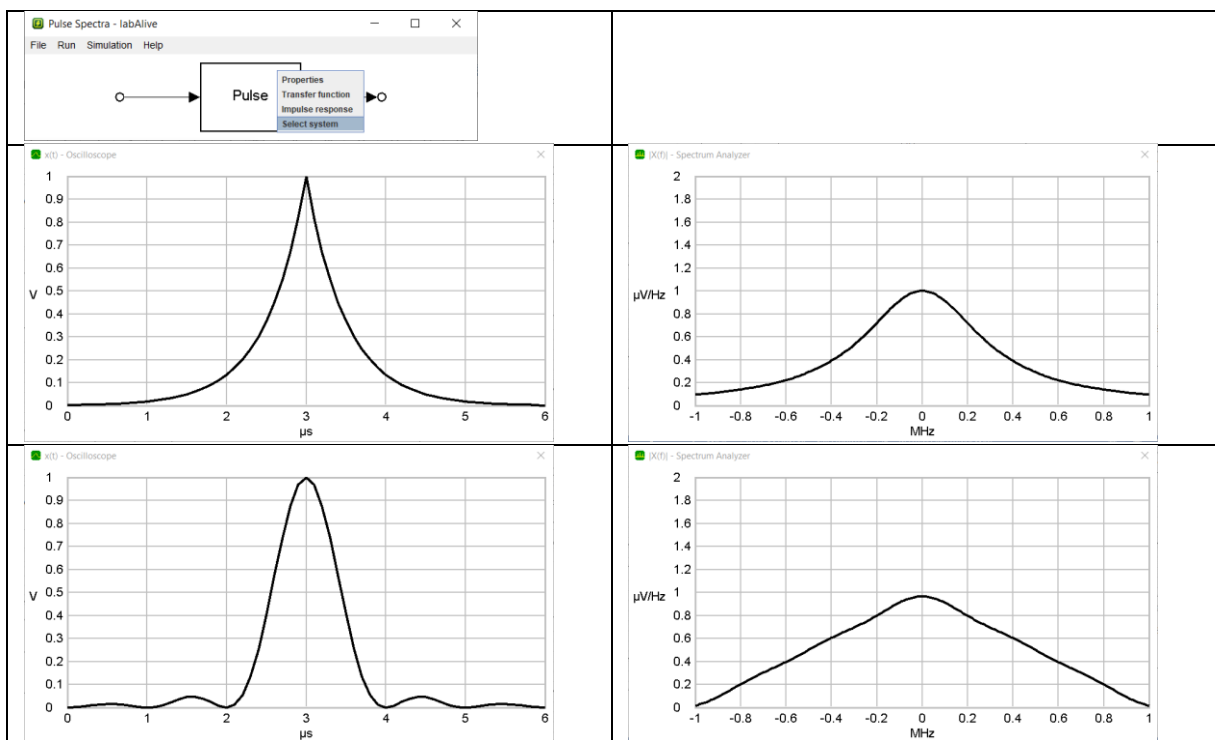 Pulse Spectra - labAlive
File Run Simulation Help
Pulse
Properties
Transfer function
Impulse response
Select system
x(t) - Oscilloscope
1
0.9
0.8
0.7
0.6
V 0.5
0.4
0.3
0.2
0.1
0
0 1 2 3 4 5 6
µs
|X(f)| - Spectrum Analyzer
2
1.8
1.6
1.4
1.2
µV/Hz 1
0.8
0.6
0.4
0.2
0
-1 -0.8 -0.6 -0.4 -0.2 0 0.2 0.4 0.6 0.8 1
MHz
x(t) - Oscilloscope
1
0.9
0.8
0.7
0.6
V 0.5
0.4
0.3
0.2
0.1
0
0 1 2 3 4 5 6
µs
|X(f)| - Spectrum Analyzer
2
1.8
1.6
1.4
1.2
µV/Hz 1
0.8
0.6
0.4
0.2
0
-1 -0.8 -0.6 -0.4 -0.2 0 0.2 0.4 0.6 0.8 1
MHz